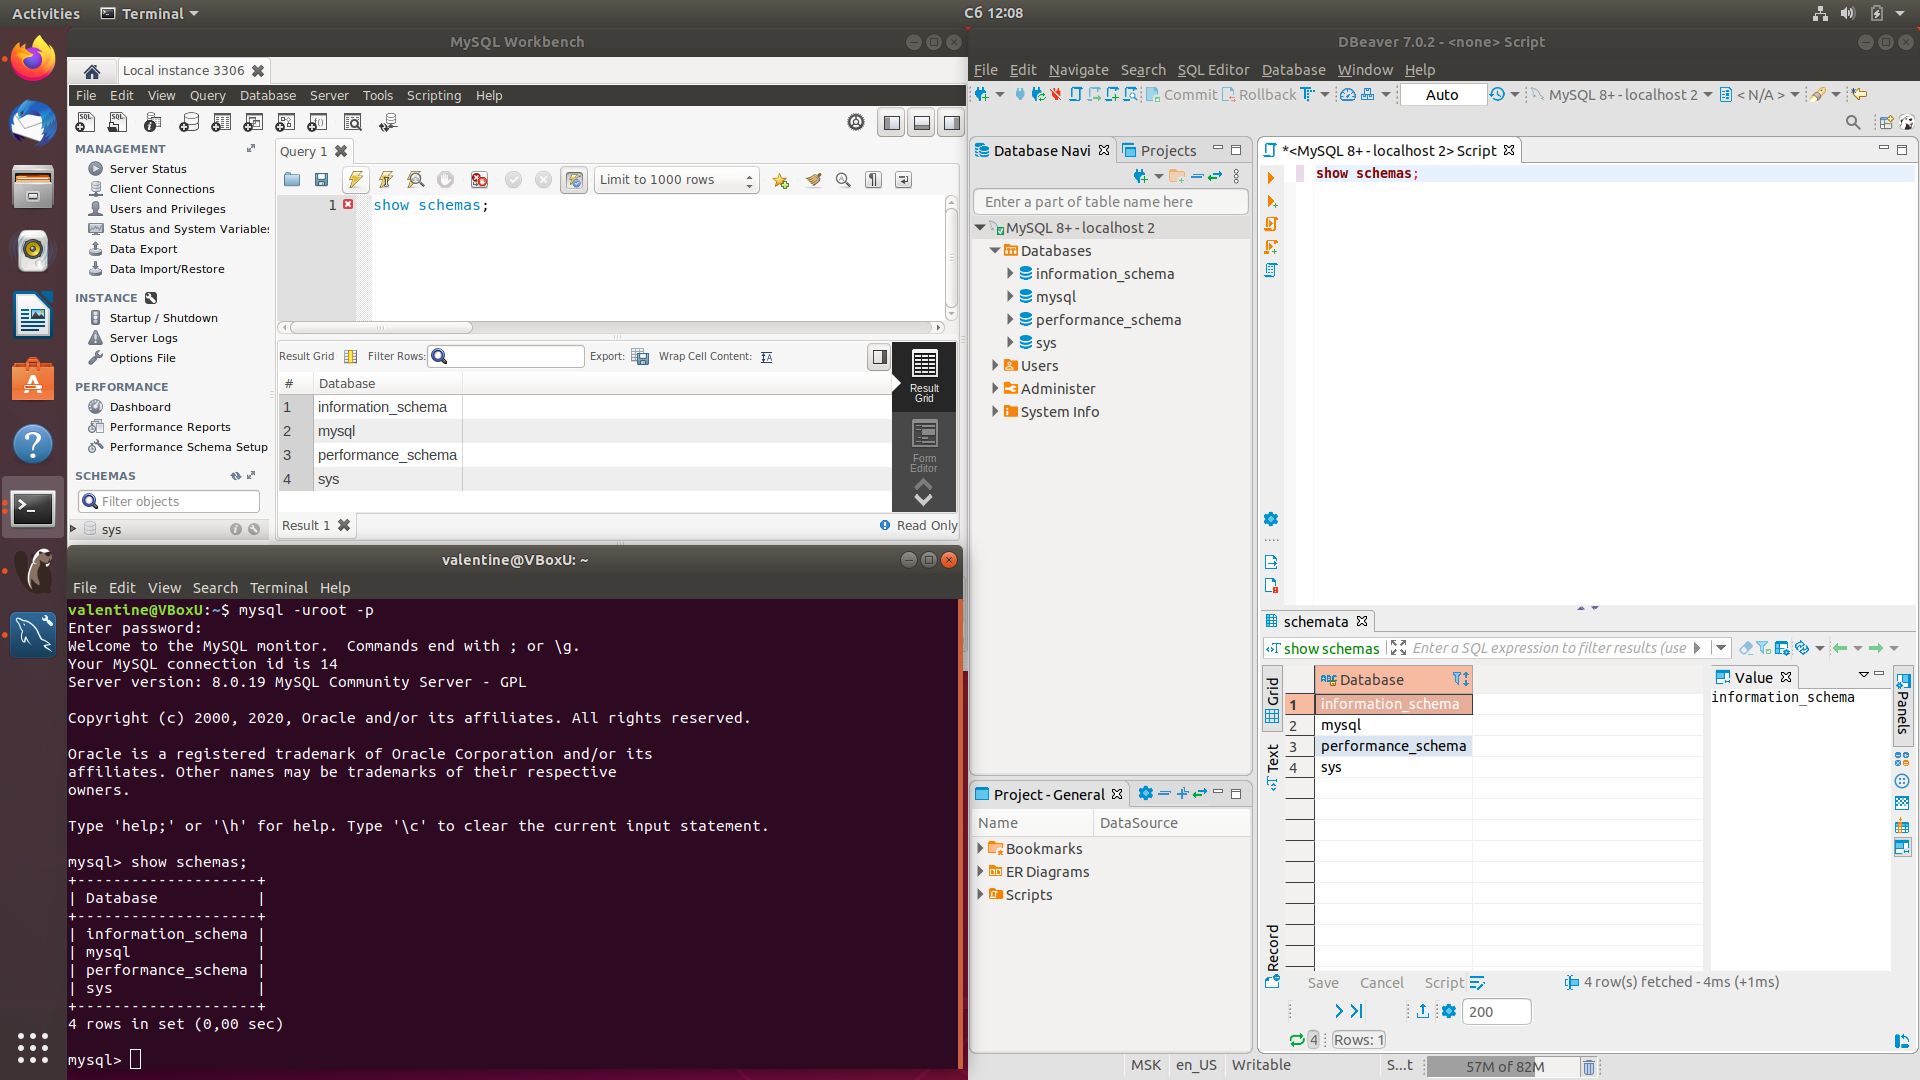 Activities
Terminal
Сб 12:08
MySQL Workbench
Local instance 3306
File Edit View Query Database Server Tools Scripting Help
MANAGEMENT
Server Status
Client Connections
Users and Privileges
Status and System Variables
Data Export
Data Import/Restore
INSTANCE
Startup / Shutdown
Server Logs
Options File
PERFORMANCE
Dashboard
Performance Reports
Performance Schema Setup
SCHEMAS
Filter objects
sys
Query 1
Limit to 1000 rows
1 show schemas;
Result Grid Filter Rows: Export: Wrap Cell Content:
# Database
1 information_schema
2 mysql
3 performance_schema
4 sys
Result Grid
Form Editor
Result 1
Read Only
valentine@VBoxU: ~
File Edit View Search Terminal Help
valentine@VBoxU:~$ mysql -uroot -p
Enter password:
Welcome to the MySQL monitor.  Commands end with ; or \g.
Your MySQL connection id is 14
Server version: 8.0.19 MySQL Community Server - GPL
Copyright (c) 2000, 2020, Oracle and/or its affiliates. All rights reserved.
Oracle is a registered trademark of Oracle Corporation and/or its
affiliates. Other names may be trademarks of their respective
owners.
Type 'help;' or '\h' for help. Type '\c' to clear the current input statement.
mysql> show schemas;
+--------------------+
| Database           |
+--------------------+
| information_schema |
| mysql              |
| performance_schema |
| sys                |
+--------------------+
4 rows in set (0,00 sec)
mysql>
DBeaver 7.0.2 - <none> Script
File Edit Navigate Search SQL Editor Database Window Help
Commit Rollback Auto MySQL 8+ - localhost 2 < N/A >
Database Navi
Projects
Enter a part of table name here
MySQL 8+ - localhost 2
Databases
information_schema
mysql
performance_schema
sys
Users
Administer
System Info
Project - General
Name DataSource
Bookmarks
ER Diagrams
Scripts
*<MySQL 8+ - localhost 2> Script
show schemas;
schemata
show schemas
Enter a SQL expression to filter results (use
Grid
Text
Record
Database
1 information_schema
2 mysql
3 performance_schema
4 sys
Value
information_schema
Panels
Save Cancel Script
4 row(s) fetched - 4ms (+1ms)
200
4
Rows: 1
MSK en_US Writable S...t 57M of 82M